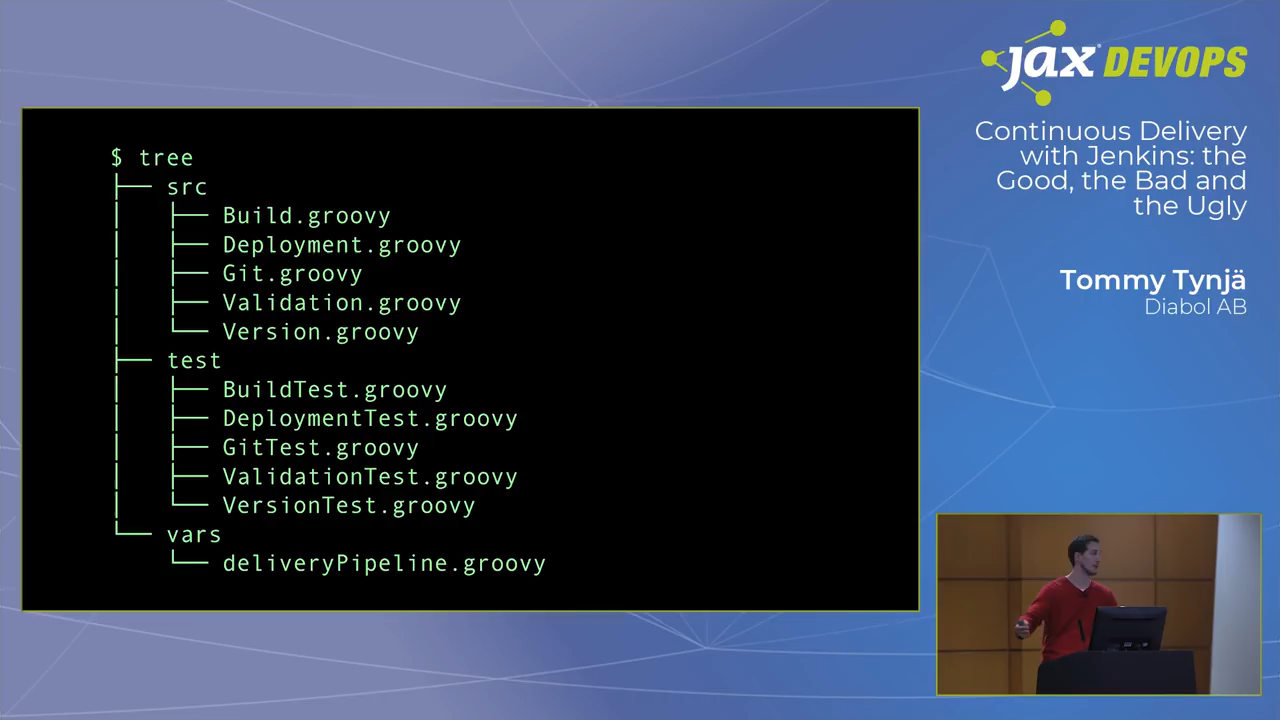 $ tree
├── src
│   ├── Build.groovy
│   ├── Deployment.groovy
│   ├── Git.groovy
│   ├── Validation.groovy
│   └── Version.groovy
├── test
│   ├── BuildTest.groovy
│   ├── DeploymentTest.groovy
│   ├── GitTest.groovy
│   ├── ValidationTest.groovy
│   └── VersionTest.groovy
└── vars
    └── deliveryPipeline.groovy
jax DEVOPS
Continuous Delivery
with Jenkins: the
Good, the Bad and
the Ugly
Tommy Tynjä
Diabol AB